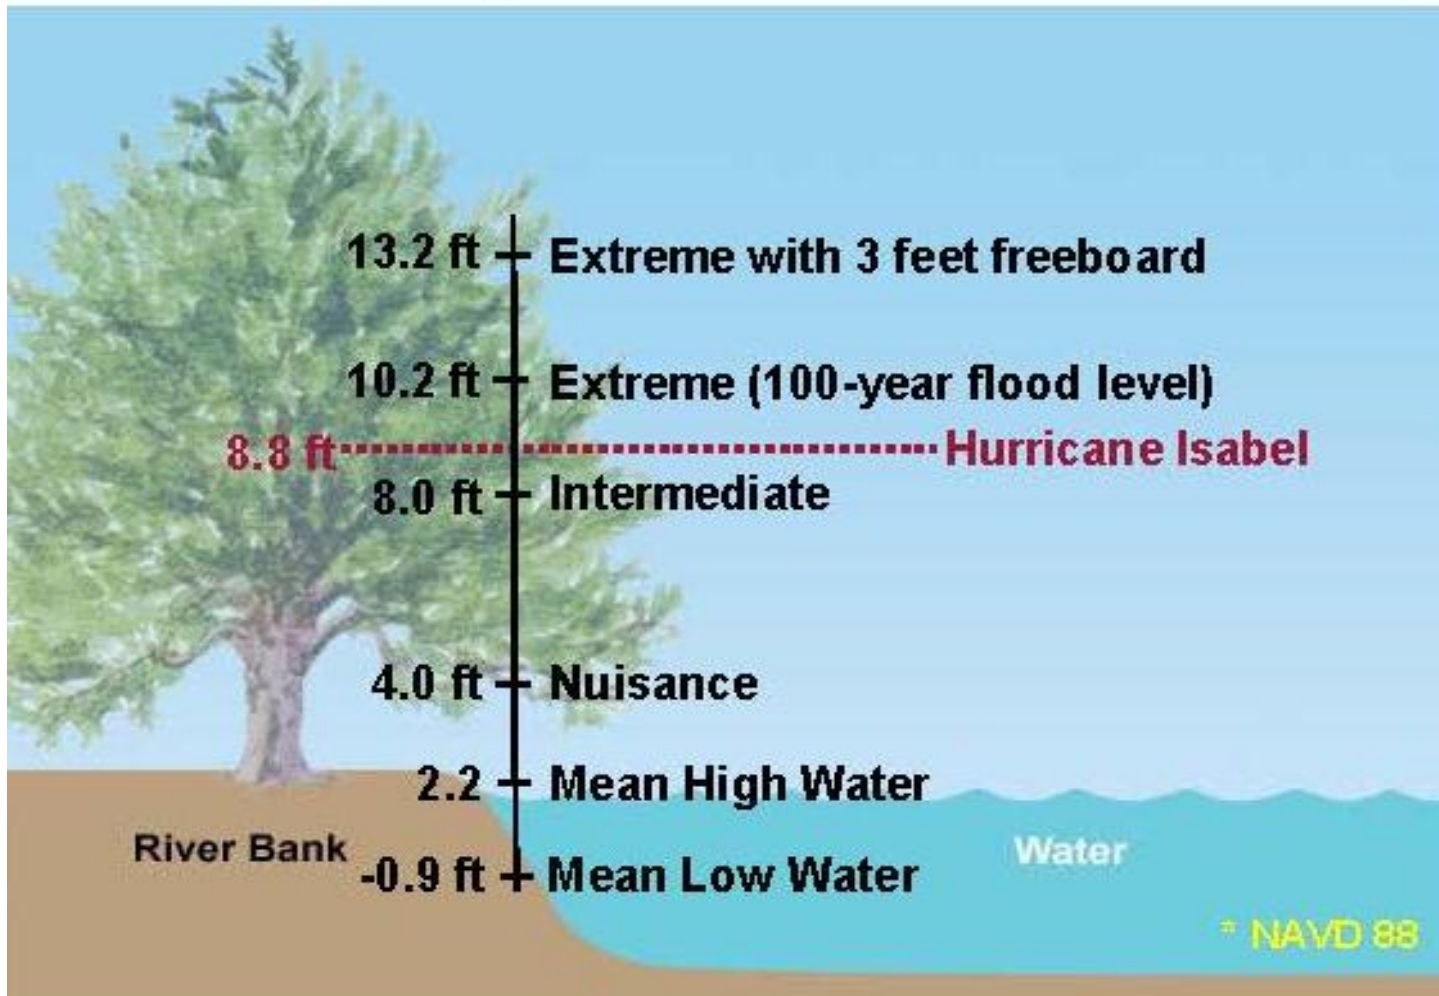 13.2 ft Extreme with 3 feet freeboard
10.2 ft Extreme (100-year flood level)
8.8 ft Hurricane Isabel
8.0 ft Intermediate
4.0 ft Nuisance
2.2 Mean High Water
River Bank
Water
-0.9 ft Mean Low Water
* NAVD 88